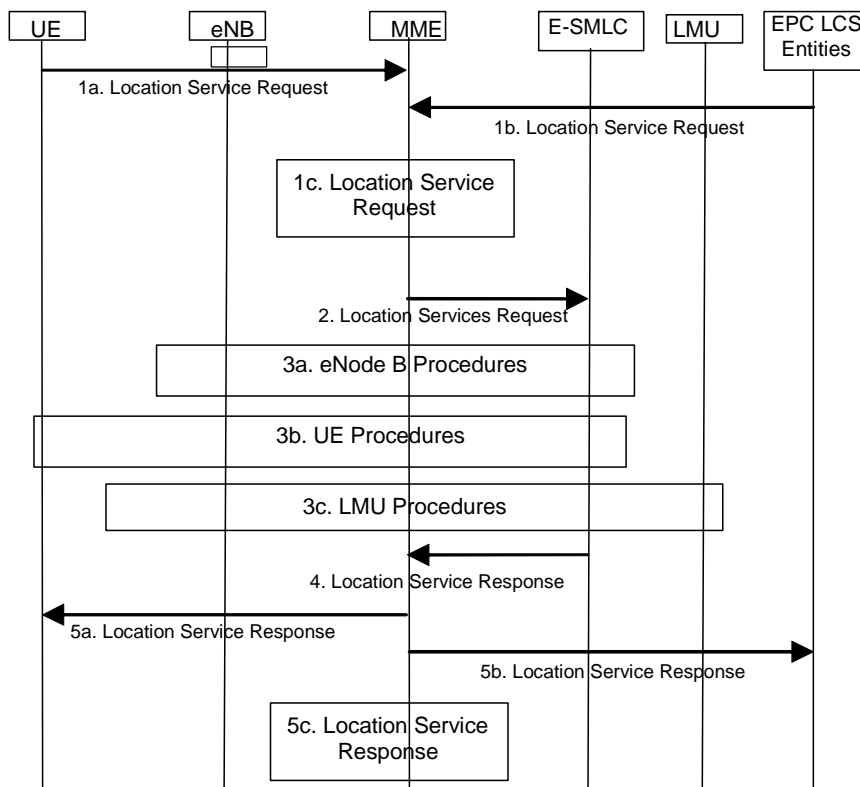 UE
eNB
MME
E-SMLC
LMU
EPC LCS
Entities
1a. Location Service Request
1b. Location Service Request
1c. Location Service
Request
2. Location Services Request
3a. eNode B Procedures
3b. UE Procedures
3c. LMU Procedures
4. Location Service Response
5a. Location Service Response
5b. Location Service Response
5c. Location Service
Response